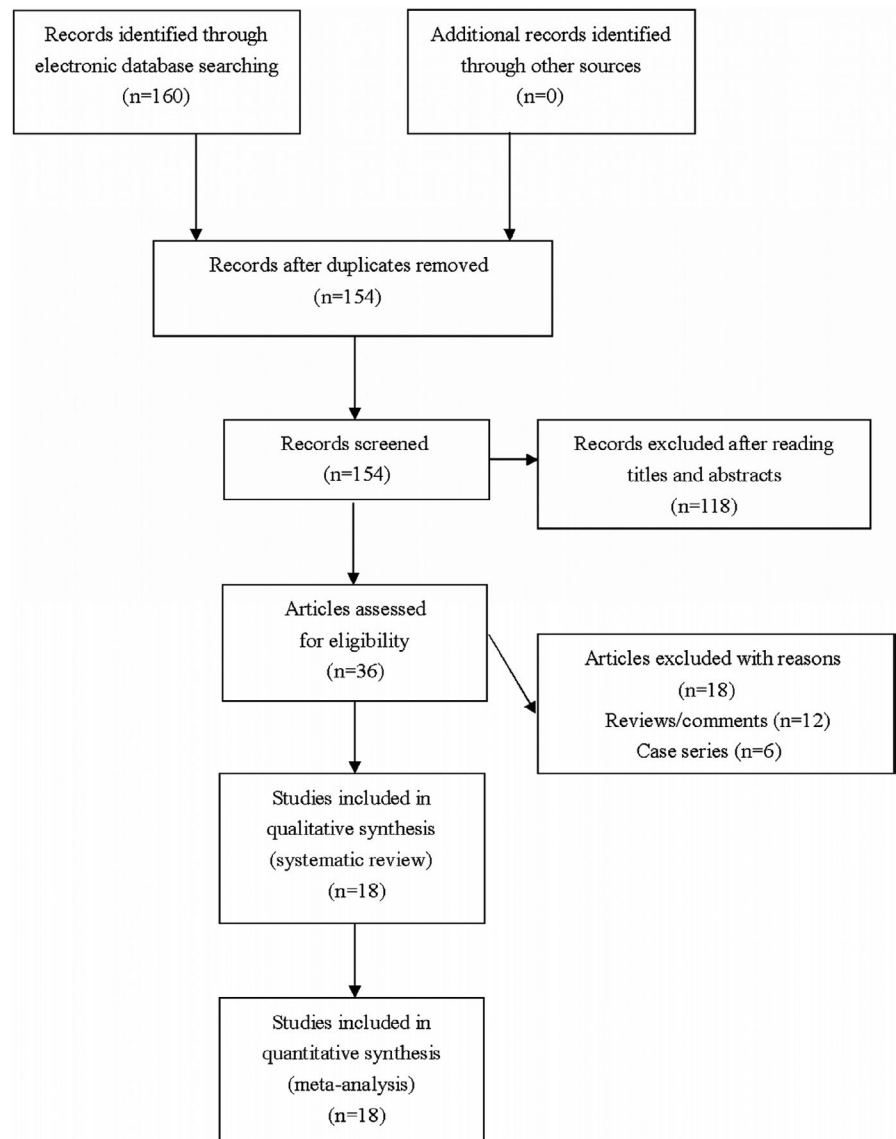 Records identified through
electronic database searching
(n=160)
Additional records identified
through other sources
(n=0)
Records after duplicates removed
(n=154)
Records screened
(n=154)
Records excluded after reading
titles and abstracts
(n=118)
Articles assessed
for eligibility
(n=36)
Articles excluded with reasons
(n=18)
Reviews/comments (n=12)
Case series (n=6)
Studies included in
qualitative synthesis
(systematic review)
(n=18)
Studies included in
quantitative synthesis
(meta-analysis)
(n=18)